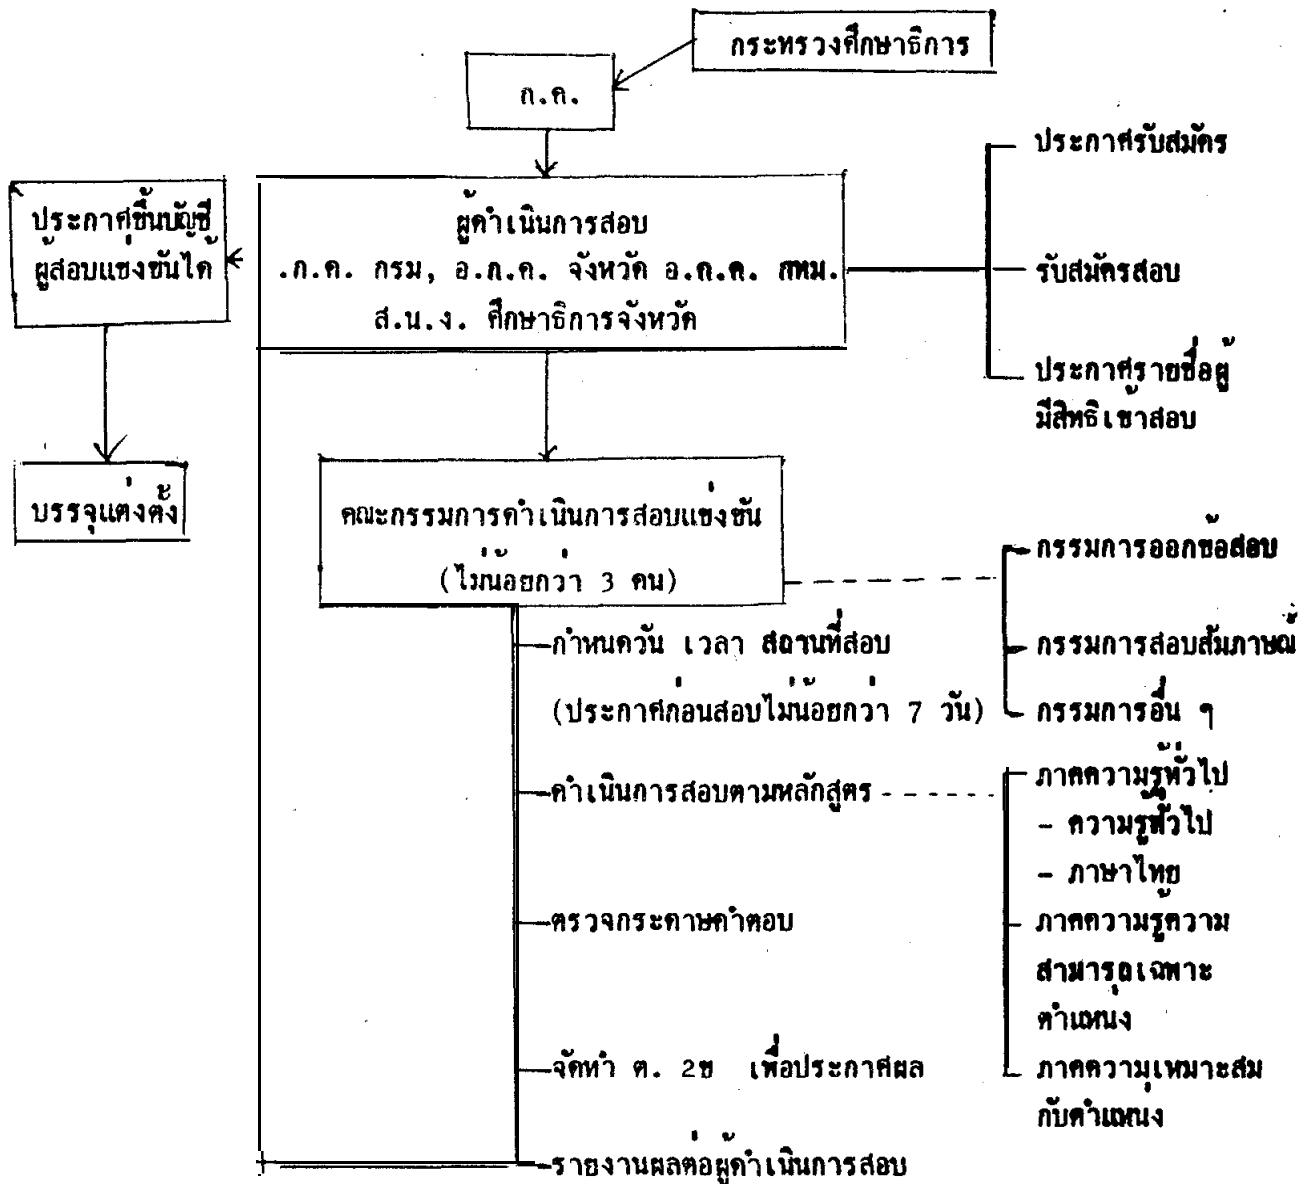 กระทรวงศึกษาธิการ
ก.ค.
ประกาศรับสมัคร
ประกาศขึ้นบัญชี
ผู้สอบแข่งขันได้
ผู้ดำเนินการสอบ
.ก.ค. กรม, อ.ก.ค. จังหวัด อ.ก.ค. กทม.
ส.น.ง. ศึกษาธิการจังหวัด
รับสมัครสอบ
ประกาศรายชื่อผู้
มีสิทธิเข้าสอบ
บรรจุแต่งตั้ง
คณะกรรมการดำเนินการสอบแข่งขัน
(ไม่น้อยกว่า 3 คน)
กรรมการออกข้อสอบ
กรรมการสอบสัมภาษณ์
กรรมการอื่น ๆ
กำหนดวัน เวลา สถานที่สอบ
(ประกาศก่อนสอบไม่น้อยกว่า 7 วัน)
ดำเนินการสอบตามหลักสูตร
ภาคความรู้ทั่วไป
- ความรู้ทั่วไป
- ภาษาไทย
ภาคความรู้ความ
สามารถเฉพาะ
ตำแหน่ง
ภาคความเหมาะสม
กับตำแหน่ง
ตรวจกระดาษคำตอบ
จัดทำ ต. 2ข เพื่อประกาศผล
รายงานผลต่อผู้ดำเนินการสอบ